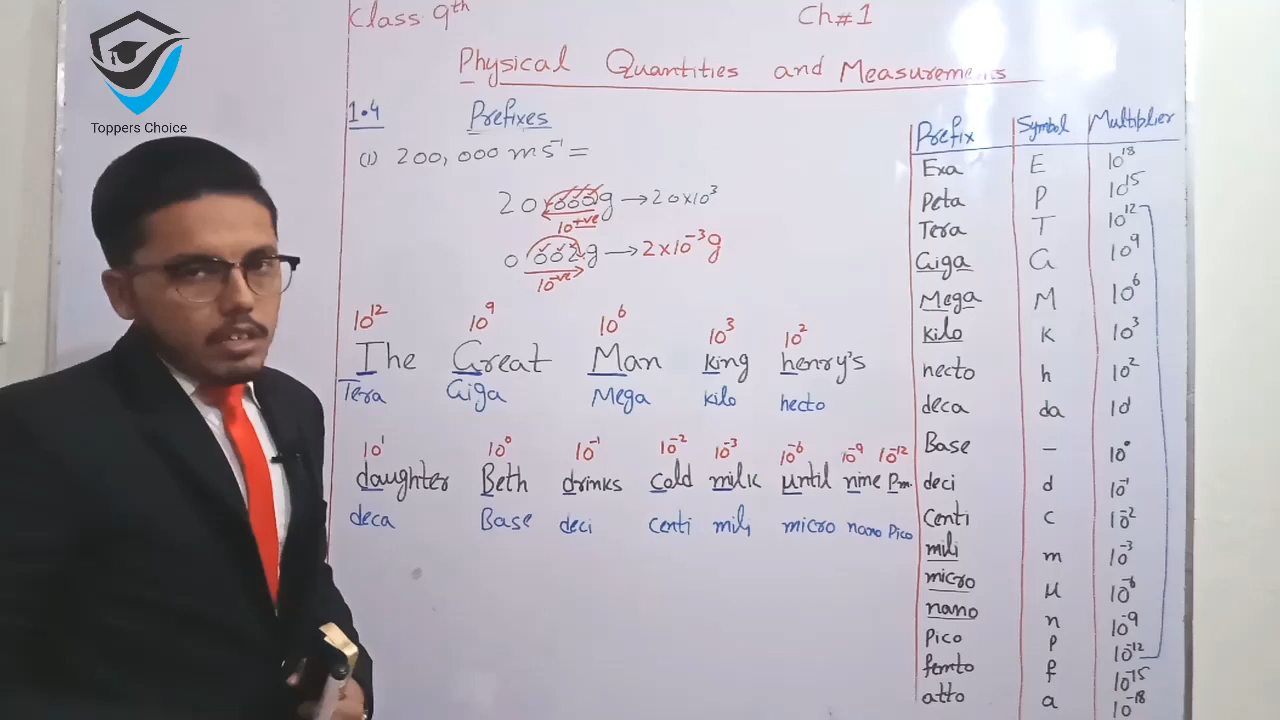 Toppers Choice
Class 9th Ch#1
Physical Quantities and Measurements
1.4 Prefixes
(1) 200,000 ms⁻¹ =
20000g → 20×10³
10⁺ᵛᵉ
0.002g → 2×10⁻³g
10⁻ᵛᵉ
10¹² 10⁹ 10⁶ 10³ 10²
The Great Man king henry's
Tera Giga Mega kilo hecto
10¹ 10⁰ 10⁻¹ 10⁻² 10⁻³ 10⁻⁶ 10⁻⁹ 10⁻¹²
daughter Beth drinks cold milk μntil nine Pm.
deca Base deci centi mili micro nano Pico
Prefix Symbol Multiplier
Exa E 10¹⁸
Peta P 10¹⁵
Tera T 10¹²
Giga G 10⁹
Mega M 10⁶
kilo k 10³
hecto h 10²
deca da 10¹
Base – 10⁰
deci d 10⁻¹
Centi c 10⁻²
mili m 10⁻³
micro μ 10⁻⁶
nano n 10⁻⁹
Pico p 10⁻¹²
femto f 10⁻¹⁵
atto a 10⁻¹⁸